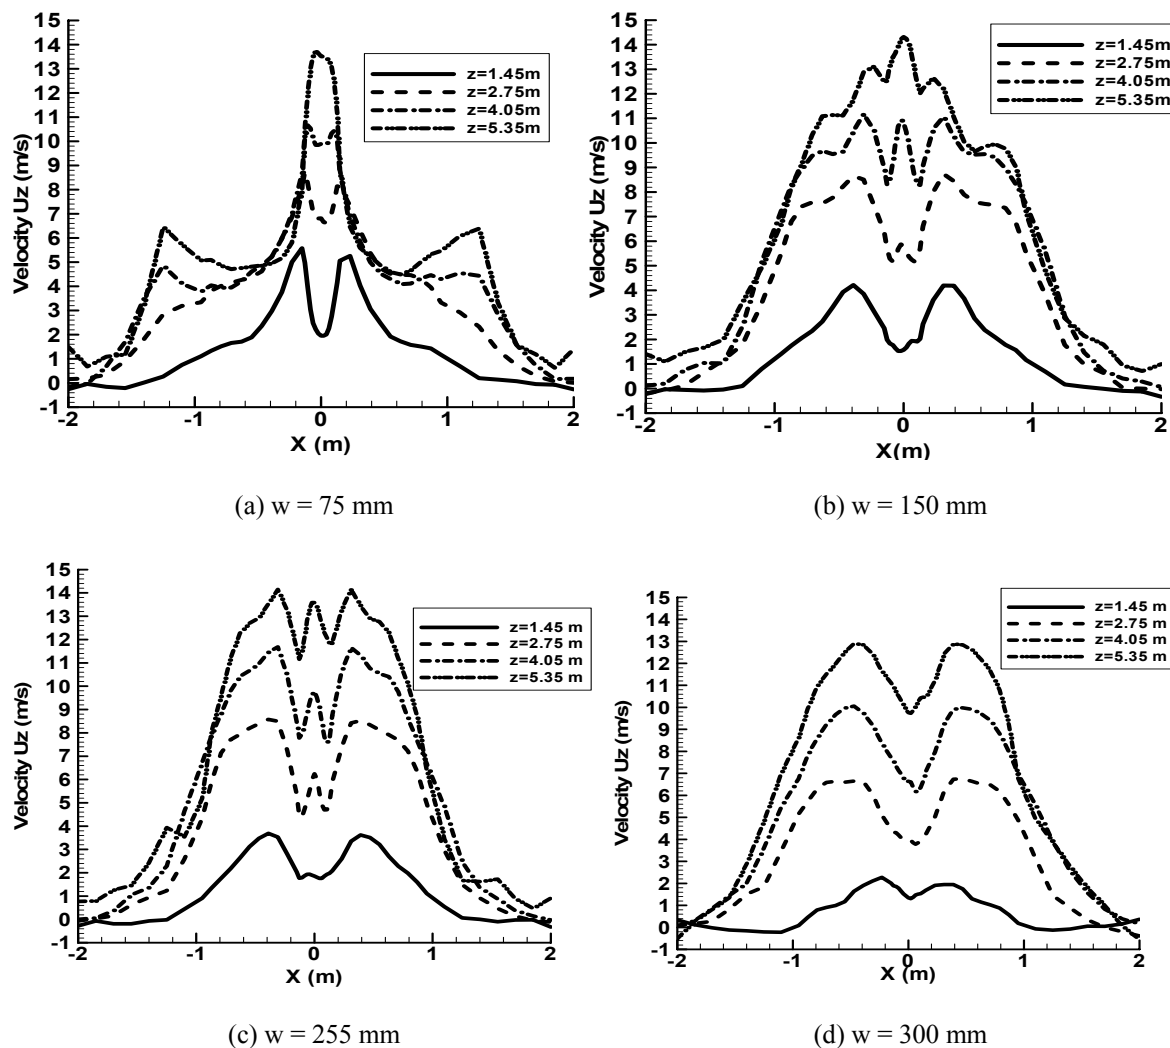 15
14
13
12
11
10
9
8
7
6
5
4
3
2
1
0
-1
Velocity Uz (m/s)
z=1.45m
z=2.75m
z=4.05m
z=5.35m
-2 -1 0 1 2
X (m)
(a) w = 75 mm
15
14
13
12
11
10
9
8
7
6
5
4
3
2
1
0
-1
Velocity Uz (m/s)
z=1.45m
z=2.75m
z=4.05m
z=5.35m
-2 -1 0 1 2
X(m)
(b) w = 150 mm
15
14
13
12
11
10
9
8
7
6
5
4
3
2
1
0
-1
Velocity Uz (m/s)
z=1.45 m
z=2.75 m
z=4.05 m
z=5.35 m
-2 -1 0 1 2
X (m)
(c) w = 255 mm
15
14
13
12
11
10
9
8
7
6
5
4
3
2
1
0
-1
Velocity Uz (m/s)
z=1.45 m
z=2.75 m
z=4.05 m
z=5.35 m
-2 -1 0 1 2
X (m)
(d) w = 300 mm